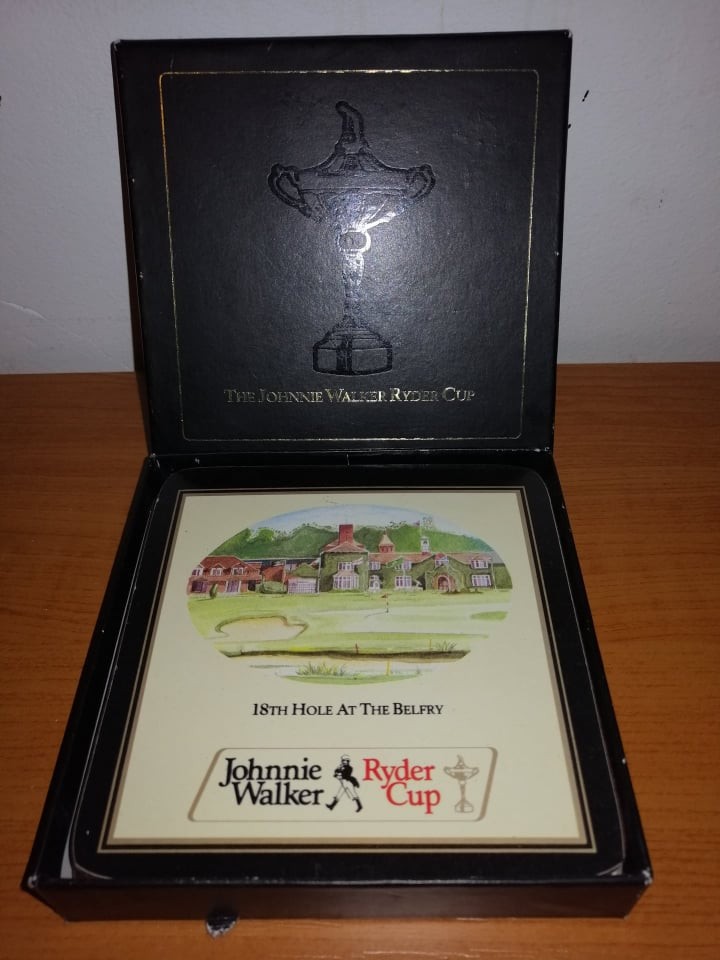 The Johnnie Walker Ryder Cup
18th Hole At The Belfry
Johnnie Ryder
Walker Cup